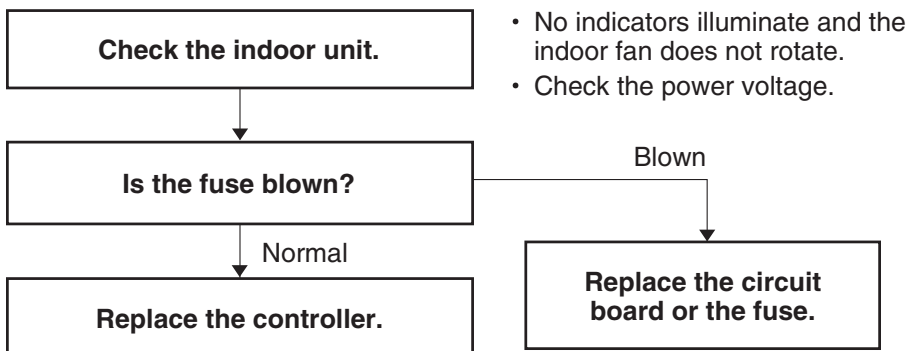 Check the indoor unit.
• No indicators illuminate and the
indoor fan does not rotate.
• Check the power voltage.
Is the fuse blown?
Blown
Normal
Replace the circuit
board or the fuse.
Replace the controller.